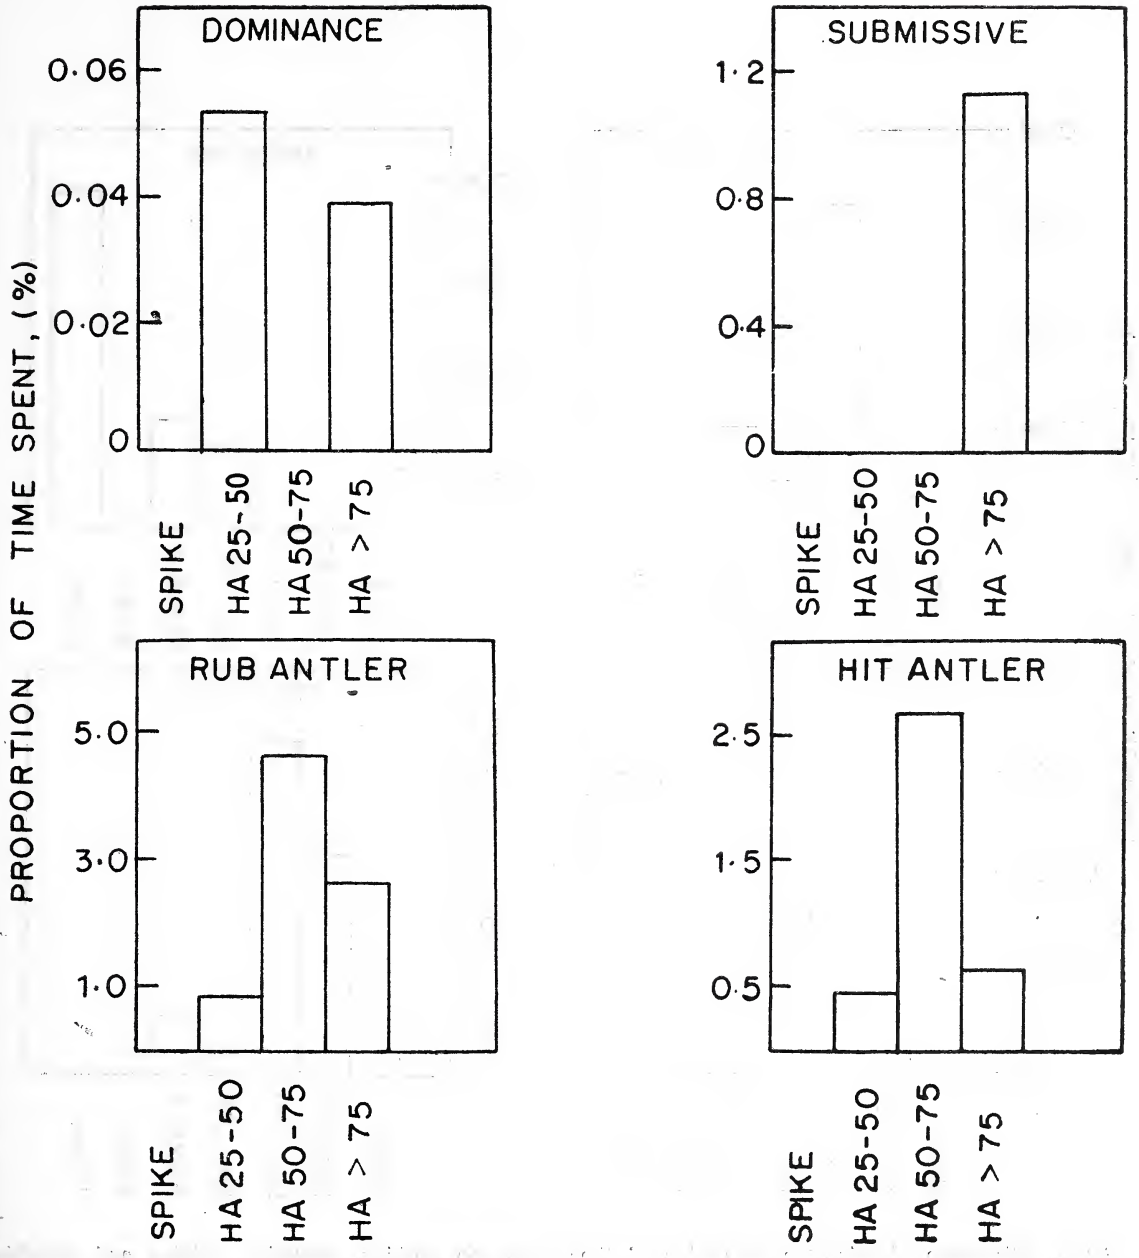 PROPORTION OF TIME SPENT, (%)
DOMINANCE
0.06
0.04
0.02
0
SPIKE
HA 25-50
HA 50-75
HA > 75
SUBMISSIVE
1.2
0.8
0.4
0
SPIKE
HA 25-50
HA 50-75
HA > 75
RUB ANTLER
5.0
3.0
1.0
SPIKE
HA 25-50
HA 50-75
HA > 75
HIT ANTLER
2.5
1.5
0.5
SPIKE
HA 25-50
HA 50-75
HA > 75